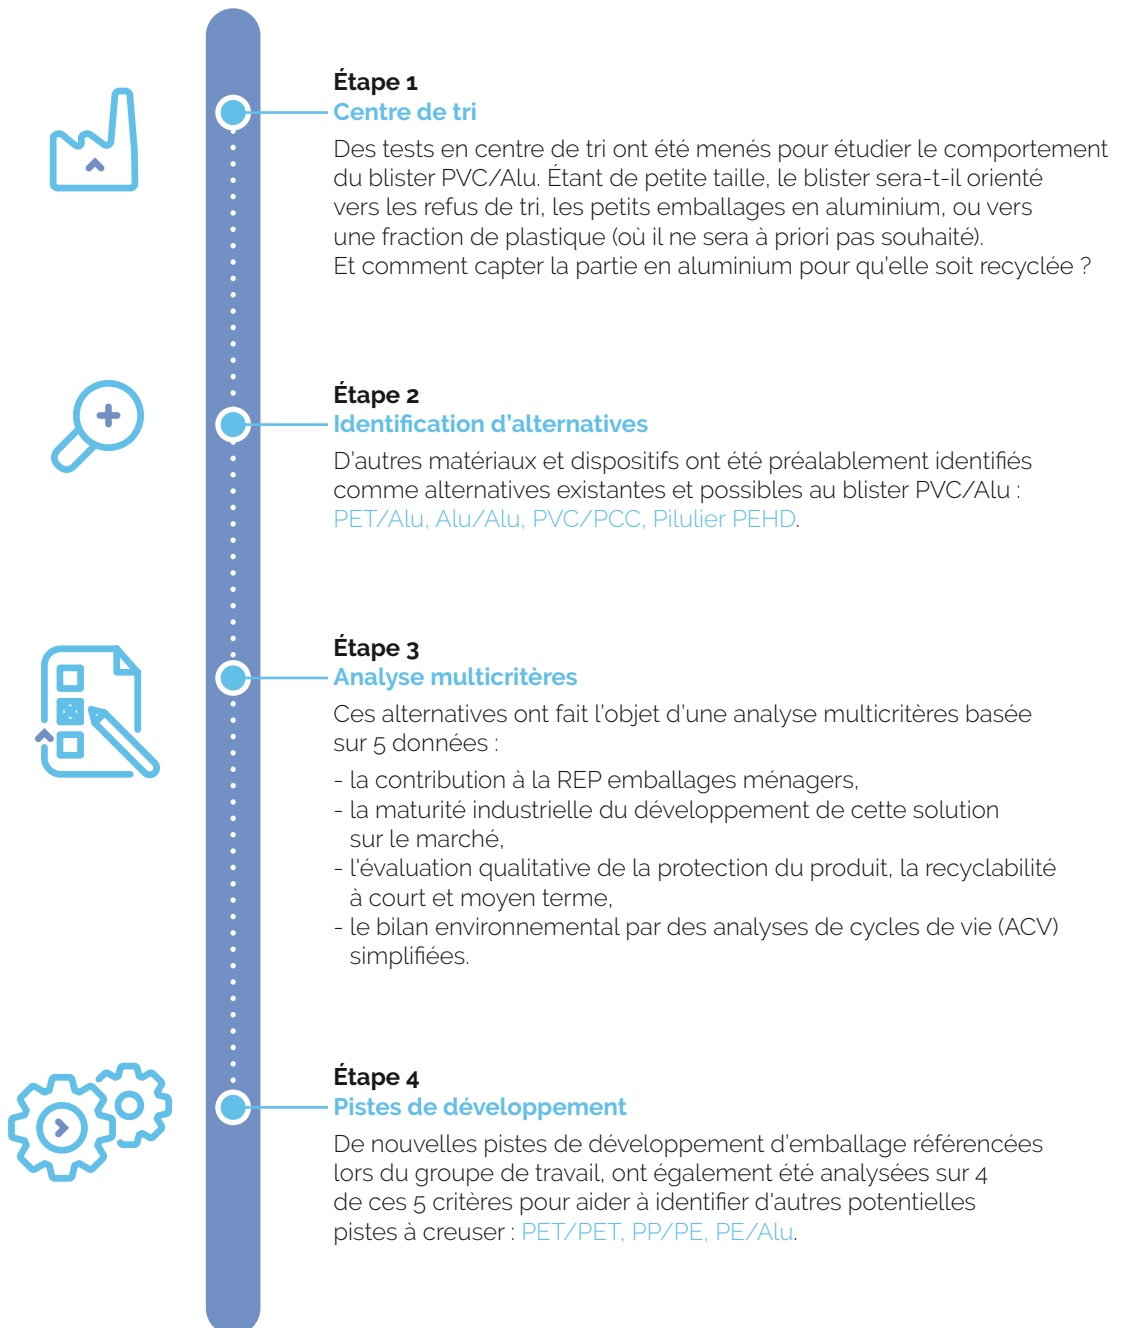 Étape 1
Centre de tri
Des tests en centre de tri ont été menés pour étudier le comportement
du blister PVC/Alu. Étant de petite taille, le blister sera-t-il orienté
vers les refus de tri, les petits emballages en aluminium, ou vers
une fraction de plastique (où il ne sera à priori pas souhaité).
Et comment capter la partie en aluminium pour qu'elle soit recyclée ?
Étape 2
Identification d'alternatives
D'autres matériaux et dispositifs ont été préalablement identifiés
comme alternatives existantes et possibles au blister PVC/Alu :
PET/Alu, Alu/Alu, PVC/PCC, Pilulier PEHD.
Étape 3
Analyse multicritères
Ces alternatives ont fait l'objet d'une analyse multicritères basée
sur 5 données :
- la contribution à la REP emballages ménagers,
- la maturité industrielle du développement de cette solution
sur le marché,
- l'évaluation qualitative de la protection du produit, la recyclabilité
à court et moyen terme,
- le bilan environnemental par des analyses de cycles de vie (ACV)
simplifiées.
Étape 4
Pistes de développement
De nouvelles pistes de développement d'emballage référencées
lors du groupe de travail, ont également été analysées sur 4
de ces 5 critères pour aider à identifier d'autres potentielles
pistes à creuser : PET/PET, PP/PE, PE/Alu.